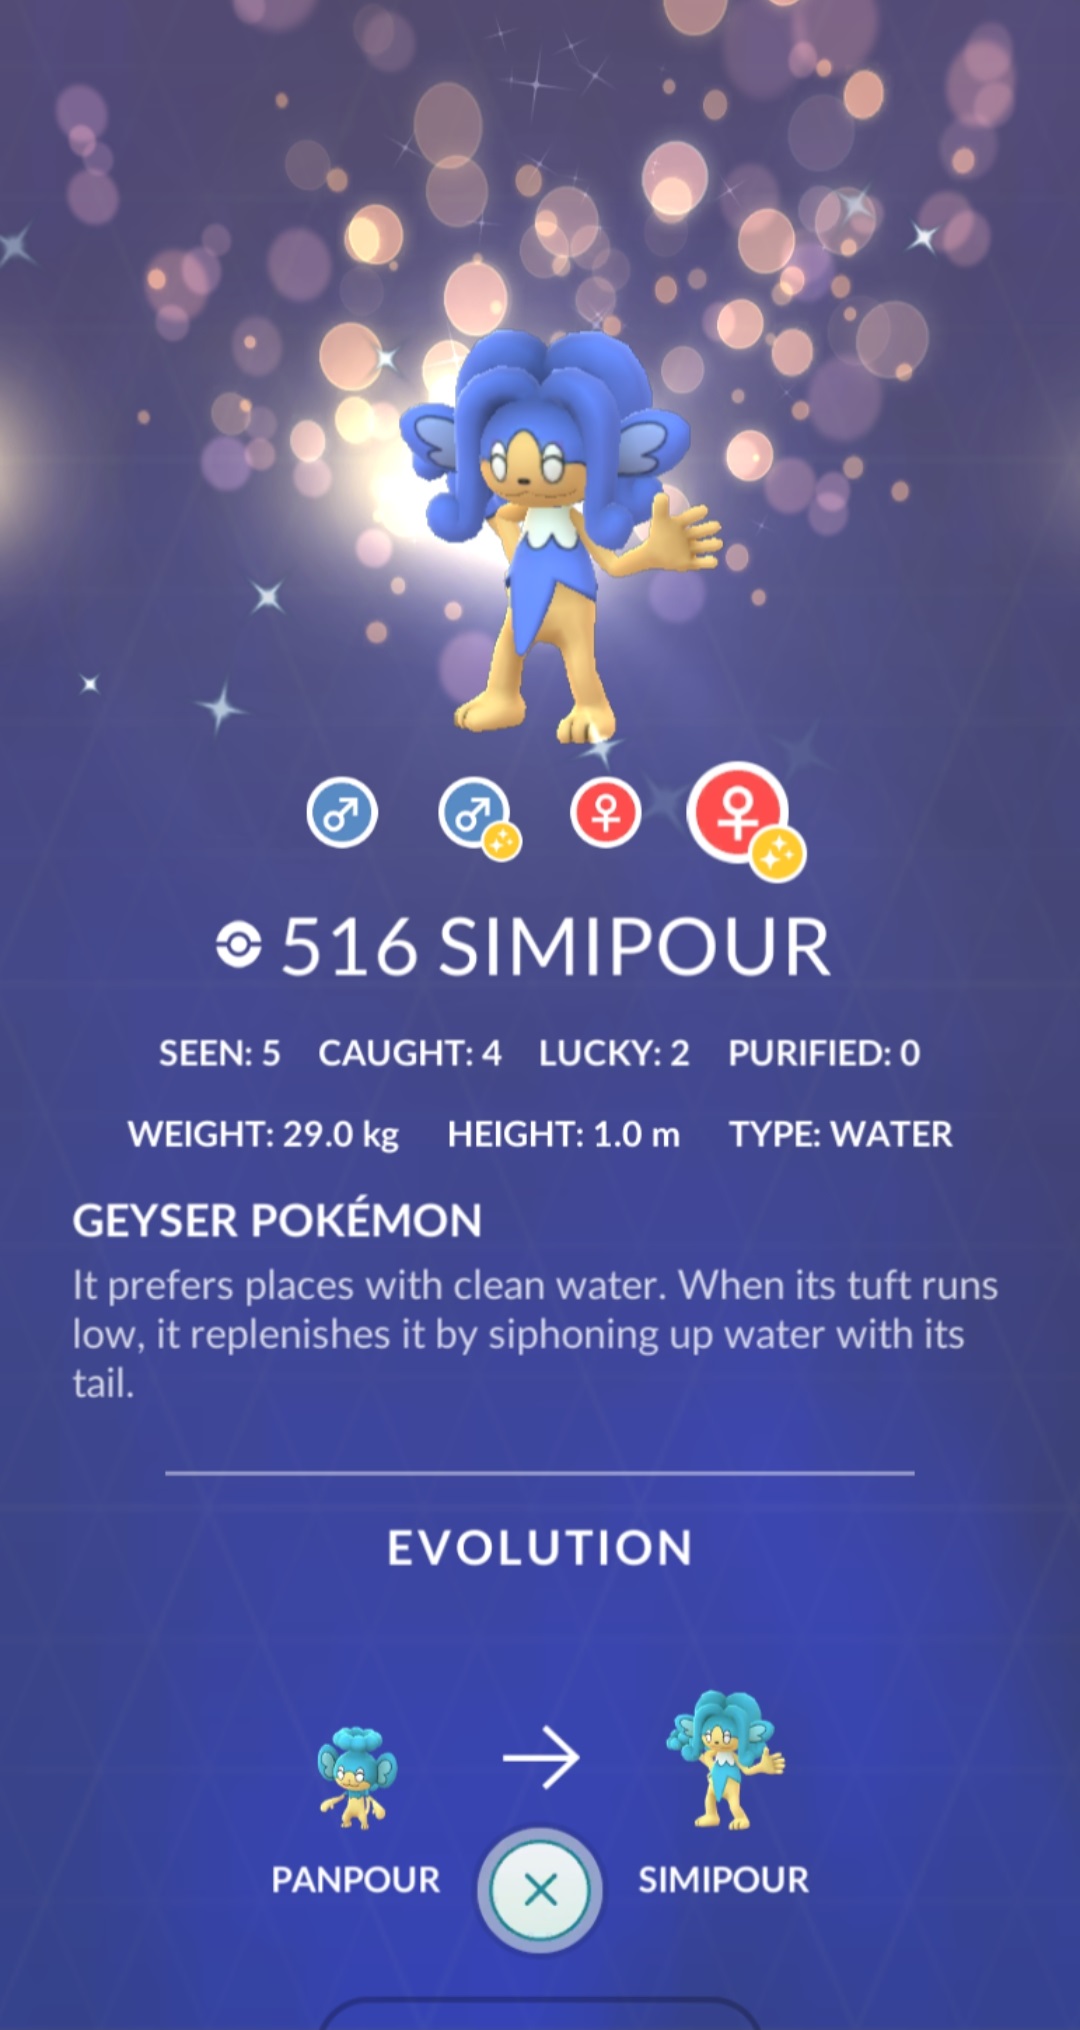 516 SIMIPOUR
SEEN: 5 CAUGHT: 4 LUCKY: 2 PURIFIED: 0
WEIGHT: 29.0 kg HEIGHT: 1.0 m TYPE: WATER
GEYSER POKÉMON
It prefers places with clean water. When its tuft runs
low, it replenishes it by siphoning up water with its
tail.
EVOLUTION
PANPOUR SIMIPOUR